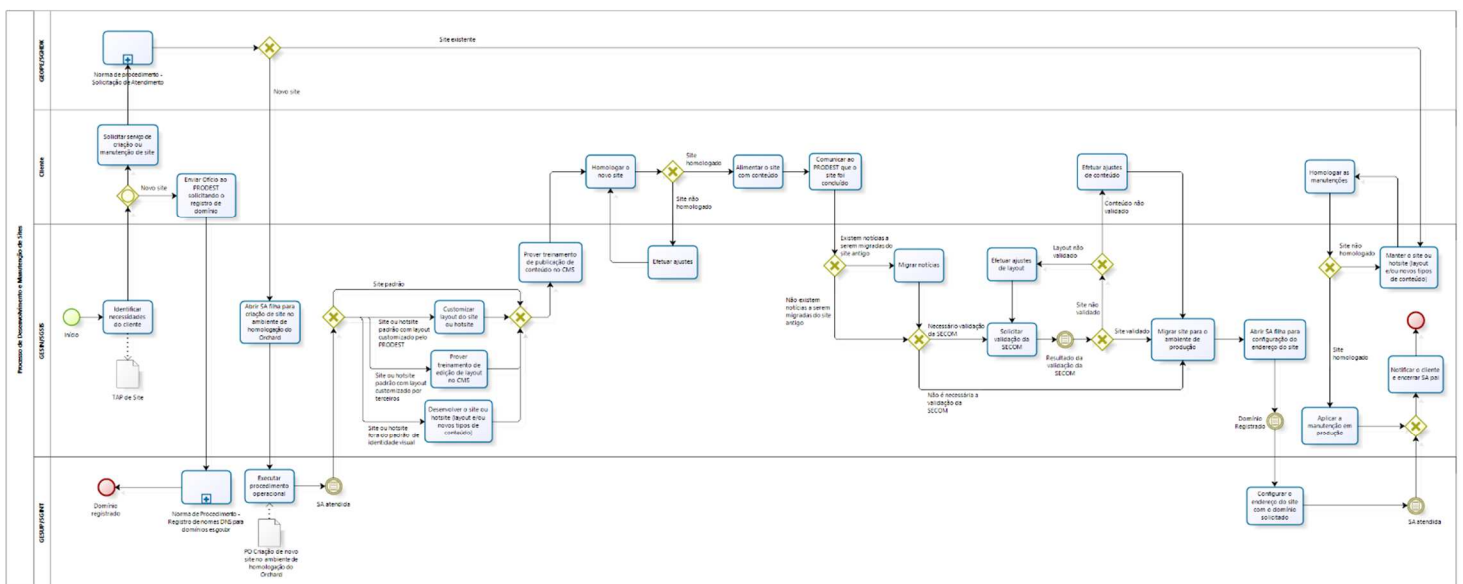 Processo de Desenvolvimento e Manutenção de Sites
GEOPE/SGHDK
Norma de procedimento -
Solicitação de Atendimento
Site existente
Novo site
Cliente
Solicitar serviço de
criação ou
manutenção de site
Novo site
Enviar Ofício ao
PRODEST
solicitando o
registro de
domínio
Homologar o
novo site
Site
homologado
Site não
homologado
Alimentar o site
com conteúdo
Comunicar ao
PRODEST que o
site foi
concluído
Efetuar ajustes
de conteúdo
Conteúdo não
validado
Homologar as
manutenções
GESIN/SGSIS
Início
Identificar
necessidades
do cliente
TAP de Site
Abrir SA filha para
criação de site no
ambiente de
homologação do
Orchard
Site padrão
Site ou hotsite
padrão com layout
customizado pelo
PRODEST
Customizar
layout do site
ou hotsite
Site ou hotsite
padrão com layout
customizado por
terceiros
Prover
treinamento de
edição de layout
no CMS
Site ou hotsite
fora do padrão de
identidade visual
Desenvolver o site ou
hotsite (layout e/ou
novos tipos de
conteúdo)
Prover treinamento
de publicação de
conteúdo no CMS
Efetuar ajustes
Existem notícias a
serem migradas do
site antigo
Não existem
notícias a serem
migradas do site
antigo
Migrar notícias
Necessário validação
da SECOM
Não é necessária a
validação da
SECOM
Efetuar ajustes
de layout
Layout não
validado
Solicitar
validação da
SECOM
Resultado da
validação da
SECOM
Site não
validado
Site validado
Migrar site para o
ambiente de
produção
Abrir SA filha para
configuração do
endereço do site
Domínio
Registrado
Site não
homologado
Manter o site ou
hotsite (layout
e/ou novos tipos
de conteúdo)
Site
homologado
Aplicar a
manutenção em
produção
Notificar o cliente
e encerrar SA pai
GESUP/SGINT
Domínio
registrado
Norma de Procedimento -
Registro de nomes DNS para
domínios es.gov.br
Executar
procedimento
operacional
PO Criação de novo
site no ambiente de
homologação do
Orchard
SA atendida
Configurar o
endereço do site
com o domínio
solicitado
SA atendida